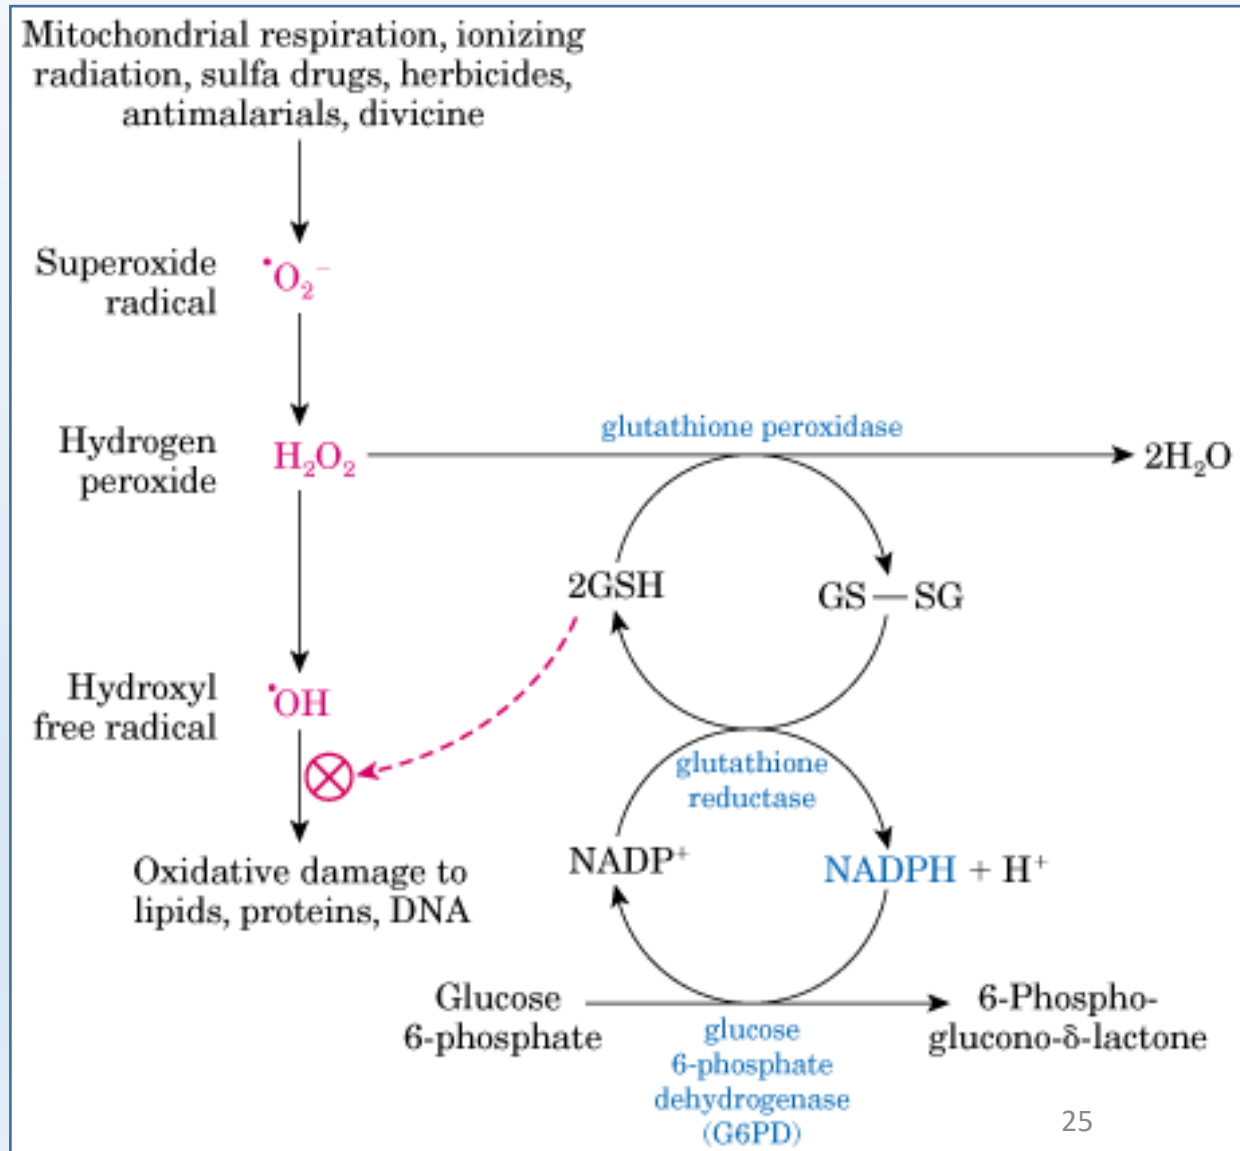 Mitochondrial respiration, ionizing
radiation, sulfa drugs, herbicides,
antimalarials, divicine
Superoxide
radical
•O₂⁻
Hydrogen
peroxide
H₂O₂
glutathione peroxidase
2H₂O
2GSH
GS — SG
Hydroxyl
free radical
•OH
glutathione
reductase
NADP⁺
NADPH + H⁺
Oxidative damage to
lipids, proteins, DNA
Glucose
6-phosphate
glucose
6-phosphate
dehydrogenase
(G6PD)
6-Phospho-
glucono-δ-lactone
25